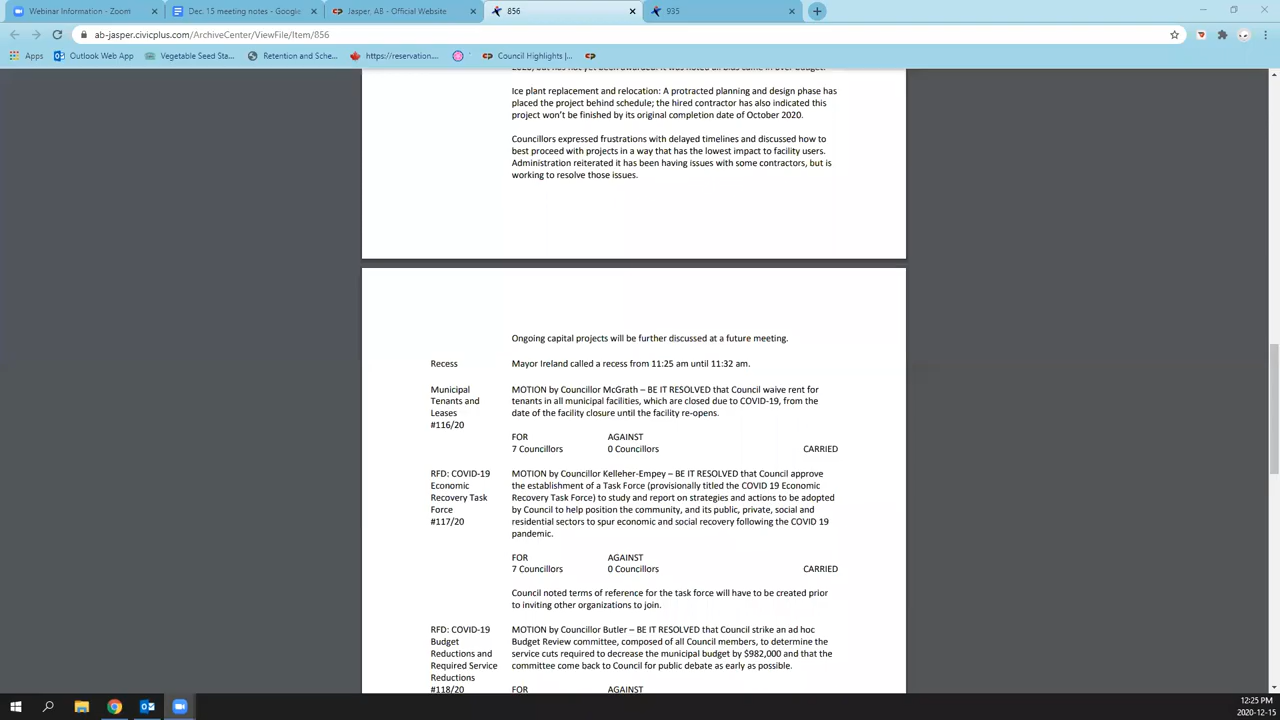 Webinar Information - Zoom
Dec. 15 meeting notes - Google
Jasper, AB - Official Website
856
935
ab-jasper.civicplus.com/ArchiveCenter/ViewFile/Item/856
Apps
Outlook Web App
Vegetable Seed Sta...
Retention and Sche...
https://reservation...
Council Highlights |...
Ice plant replacement and relocation: A protracted planning and design phase has
placed the project behind schedule; the hired contractor has also indicated this
project won't be finished by its original completion date of October 2020.
Councillors expressed frustrations with delayed timelines and discussed how to
best proceed with projects in a way that has the lowest impact to facility users.
Administration reiterated it has been having issues with some contractors, but is
working to resolve those issues.
Ongoing capital projects will be further discussed at a future meeting.
Recess
Mayor Ireland called a recess from 11:25 am until 11:32 am.
Municipal
Tenants and
Leases
#116/20
MOTION by Councillor McGrath – BE IT RESOLVED that Council waive rent for
tenants in all municipal facilities, which are closed due to COVID-19, from the
date of the facility closure until the facility re-opens.
FOR AGAINST
7 Councillors 0 Councillors CARRIED
RFD: COVID-19
Economic
Recovery Task
Force
#117/20
MOTION by Councillor Kelleher-Empey – BE IT RESOLVED that Council approve
the establishment of a Task Force (provisionally titled the COVID 19 Economic
Recovery Task Force) to study and report on strategies and actions to be adopted
by Council to help position the community, and its public, private, social and
residential sectors to spur economic and social recovery following the COVID 19
pandemic.
FOR AGAINST
7 Councillors 0 Councillors CARRIED
Council noted terms of reference for the task force will have to be created prior
to inviting other organizations to join.
RFD: COVID-19
Budget
Reductions and
Required Service
Reductions
#118/20
MOTION by Councillor Butler – BE IT RESOLVED that Council strike an ad hoc
Budget Review committee, composed of all Council members, to determine the
service cuts required to decrease the municipal budget by $982,000 and that the
committee come back to Council for public debate as early as possible.
FOR AGAINST
12:25 PM
2020-12-15